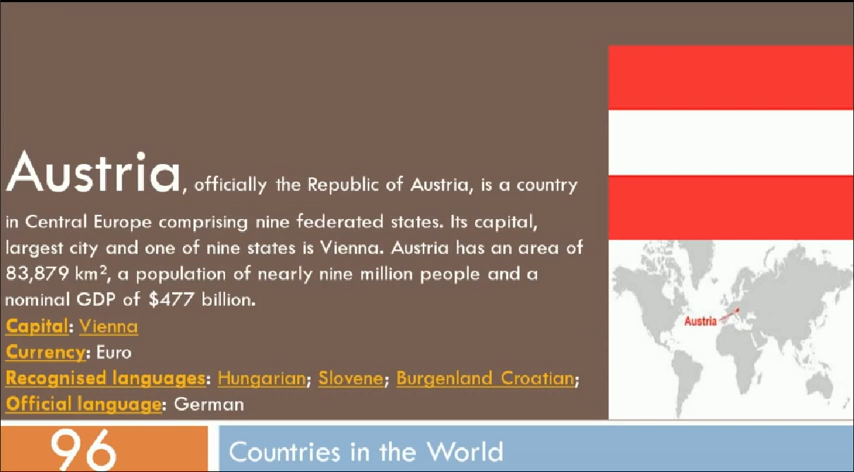 Austria, officially the Republic of Austria, is a country
in Central Europe comprising nine federated states. Its capital,
largest city and one of nine states is Vienna. Austria has an area of
83,879 km², a population of nearly nine million people and a
nominal GDP of $477 billion.
Capital: Vienna
Currency: Euro
Recognised languages: Hungarian; Slovene; Burgenland Croatian;
Official language: German
Austria
96
Countries in the World